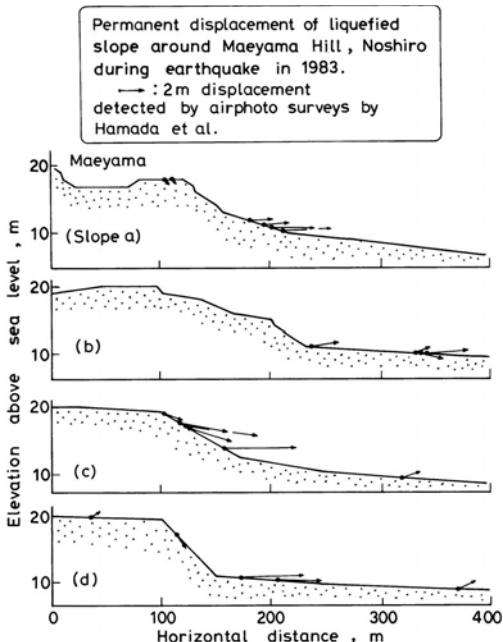 Permanent displacement of liquefied
slope around Maeyama Hill, Noshiro
during earthquake in 1983.
: 2m displacement
detected by airphoto surveys by
Hamada et al.
Maeyama
20
10
(Slope a)
20
10
(b)
20
10
(c)
20
10
(d)
Elevation above sea level, m
0 100 200 300 400
Horizontal distance, m